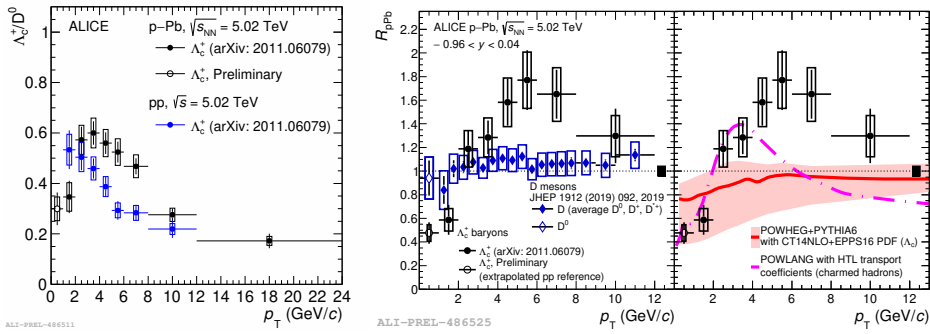 Λc+/D0
ALICE
p−Pb, √sNN = 5.02 TeV
Λc+ (arXiv: 2011.06079)
Λc+, Preliminary
pp, √s = 5.02TeV
Λc+ (arXiv: 2011.06079)
1
0.8
0.6
0.4
0.2
0
0 2 4 6 8 10 12 14 16 18 20 22 24
pT (GeV/c)
ALI-PREL-486511
RpPb
ALICE p−Pb, √sNN = 5.02 TeV
− 0.96 < y < 0.04
2.2
2
1.8
1.6
1.4
1.2
1
0.8
0.6
0.4
0.2
0
D mesons
JHEP 1912 (2019) 092, 2019
D (average D0, D+, D*+)
D0
Λc+ baryons
Λc+ (arXiv: 2011.06079)
Λc+, Preliminary
(extrapolated pp reference)
2 4 6 8 10 12
pT (GeV/c)
POWHEG+PYTHIA6
with CT14NLO+EPPS16 PDF (Λc)
POWLANG with HTL transport
coefficients (charmed hadrons)
2 4 6 8 10 12
pT (GeV/c)
ALI-PREL-486525